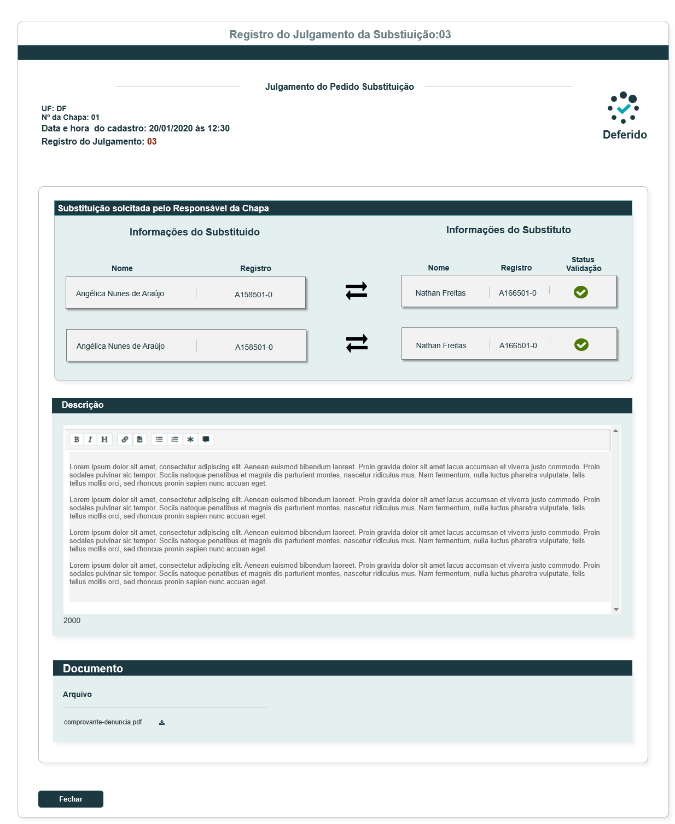 Registro do Julgamento da Substiuição:03
Julgamento do Pedido Substituição
UF: DF
Nº da Chapa: 01
Data e hora do cadastro: 20/01/2020 às 12:30
Registro do Julgamento: 03
Deferido
Substituição solcitada pelo Responsável da Chapa
Informações do Substituido
Informações do Substituto
Nome Registro
Nome Registro Status Validação
Angélica Nunes de Araújo A158501-0
Nathan Freitas A166501-0
Angélica Nunes de Araújo A158501-0
Nathan Freitas A166501-0
Descrição
B I H
Lorem ipsum dolor sit amet, consectetur adipiscing elit. Aenean euismod bibendum laoreet. Proin gravida dolor sit amet lacus accumsan et viverra justo commodo. Proin
sodales pulvinar sic tempor. Sociis natoque penatibus et magnis dis parturient montes, nascetur ridiculus mus. Nam fermentum, nulla luctus pharetra vulputate, felis
tellus mollis orci, sed rhoncus pronin sapien nunc accuan eget.
Lorem ipsum dolor sit amet, consectetur adipiscing elit. Aenean euismod bibendum laoreet. Proin gravida dolor sit amet lacus accumsan et viverra justo commodo. Proin
sodales pulvinar sic tempor. Sociis natoque penatibus et magnis dis parturient montes, nascetur ridiculus mus. Nam fermentum, nulla luctus pharetra vulputate, felis
tellus mollis orci, sed rhoncus pronin sapien nunc accuan eget.
Lorem ipsum dolor sit amet, consectetur adipiscing elit. Aenean euismod bibendum laoreet. Proin gravida dolor sit amet lacus accumsan et viverra justo commodo. Proin
sodales pulvinar sic tempor. Sociis natoque penatibus et magnis dis parturient montes, nascetur ridiculus mus. Nam fermentum, nulla luctus pharetra vulputate, felis
tellus mollis orci, sed rhoncus pronin sapien nunc accuan eget.
Lorem ipsum dolor sit amet, consectetur adipiscing elit. Aenean euismod bibendum laoreet. Proin gravida dolor sit amet lacus accumsan et viverra justo commodo. Proin
sodales pulvinar sic tempor. Sociis natoque penatibus et magnis dis parturient montes, nascetur ridiculus mus. Nam fermentum, nulla luctus pharetra vulputate, felis
tellus mollis orci, sed rhoncus pronin sapien nunc accuan eget.
2000
Documento
Arquivo
comprovante-denuncia.pdf
Fechar